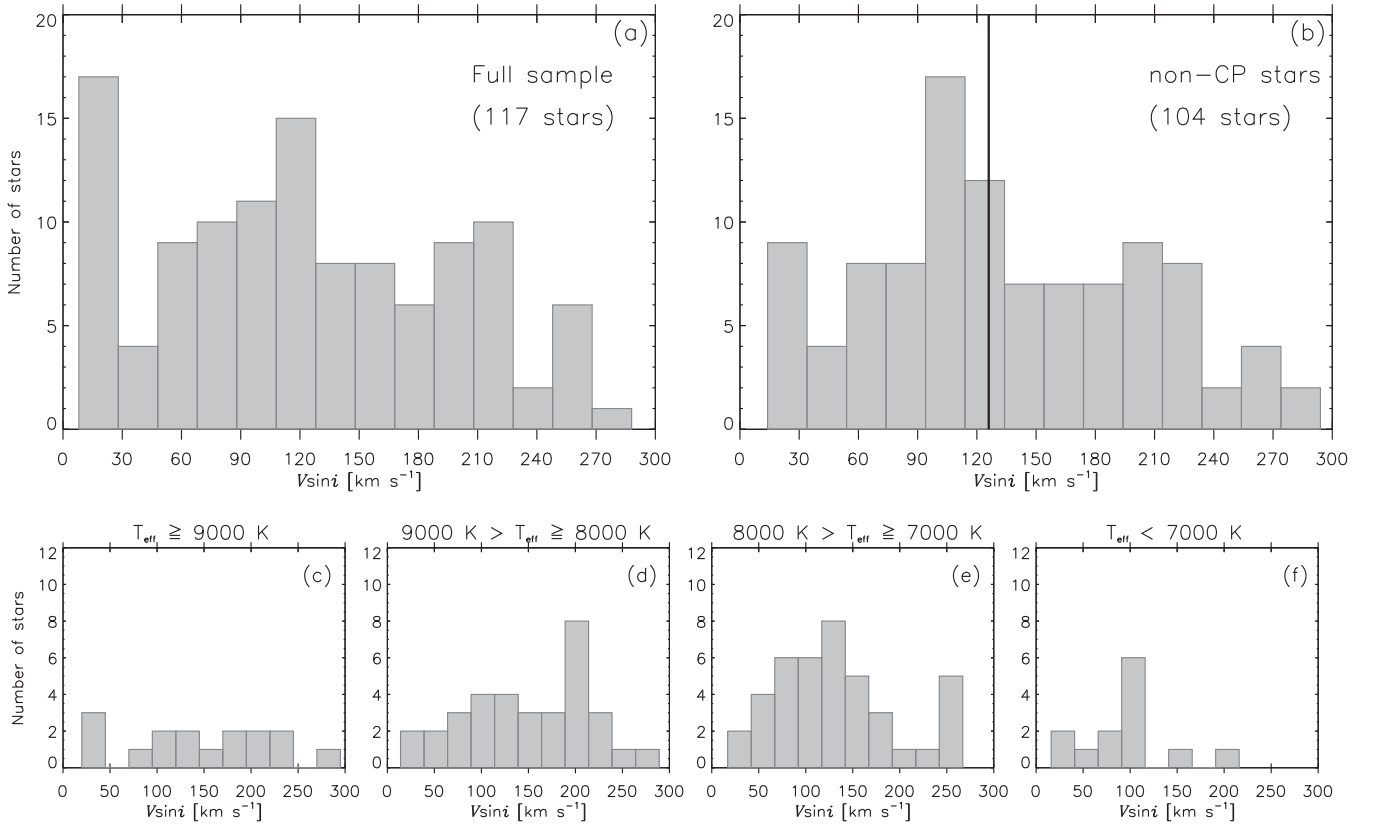 (a)
Full sample
(117 stars)
20
15
10
5
0
Number of stars
0 30 60 90 120 150 180 210 240 270 300
Vsini [km s⁻¹]
(b)
non−CP stars
(104 stars)
20
15
10
5
0
0 30 60 90 120 150 180 210 240 270 300
Vsini [km s⁻¹]
T_eff ≧ 9000 K
(c)
12
10
8
6
4
2
0
Number of stars
0 50 100 150 200 250 300
Vsini [km s⁻¹]
9000 K > T_eff ≧ 8000 K
(d)
12
10
8
6
4
2
0
0 50 100 150 200 250 300
Vsini [km s⁻¹]
8000 K > T_eff ≧ 7000 K
(e)
12
10
8
6
4
2
0
0 50 100 150 200 250 300
Vsini [km s⁻¹]
T_eff < 7000 K
(f)
12
10
8
6
4
2
0
0 50 100 150 200 250 300
Vsini [km s⁻¹]